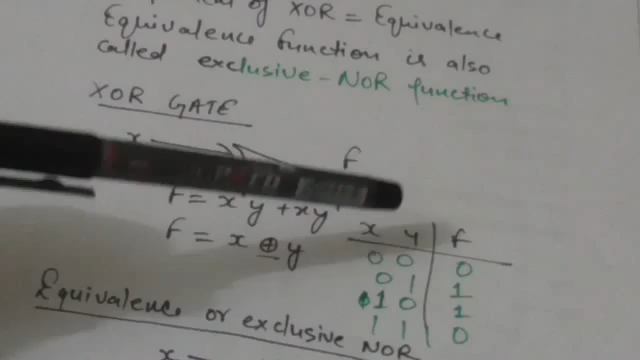 of XOR = Equivalence
Equivalence function is also
called exclusive-NOR function
XOR GATE
x
F
F = x'y + xy'
F = x ⊕ y
x y F
0 0 0
0 1 1
1 0 1
1 1 0
Equivalence or exclusive NOR
x